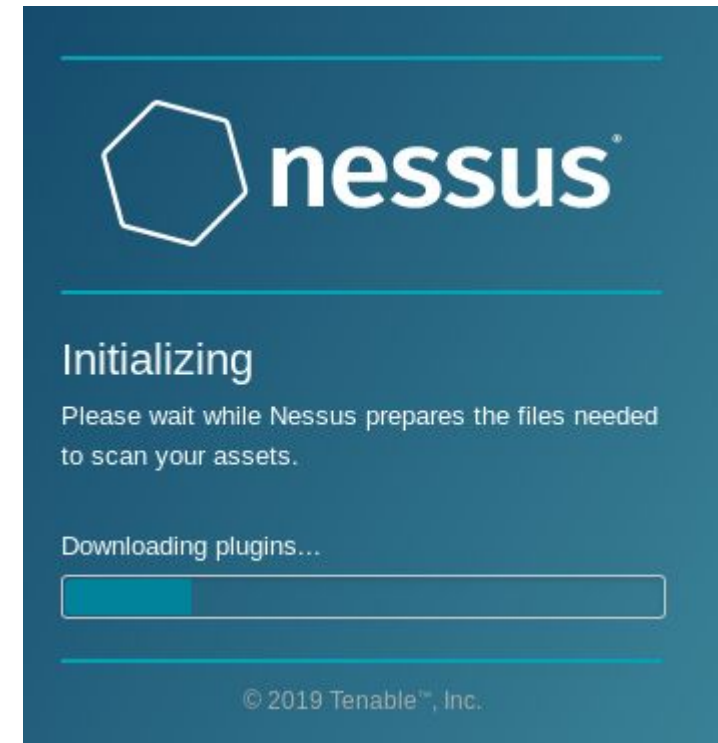 nessus®
Initializing
Please wait while Nessus prepares the files needed
to scan your assets.
Downloading plugins...
© 2019 Tenable™, Inc.